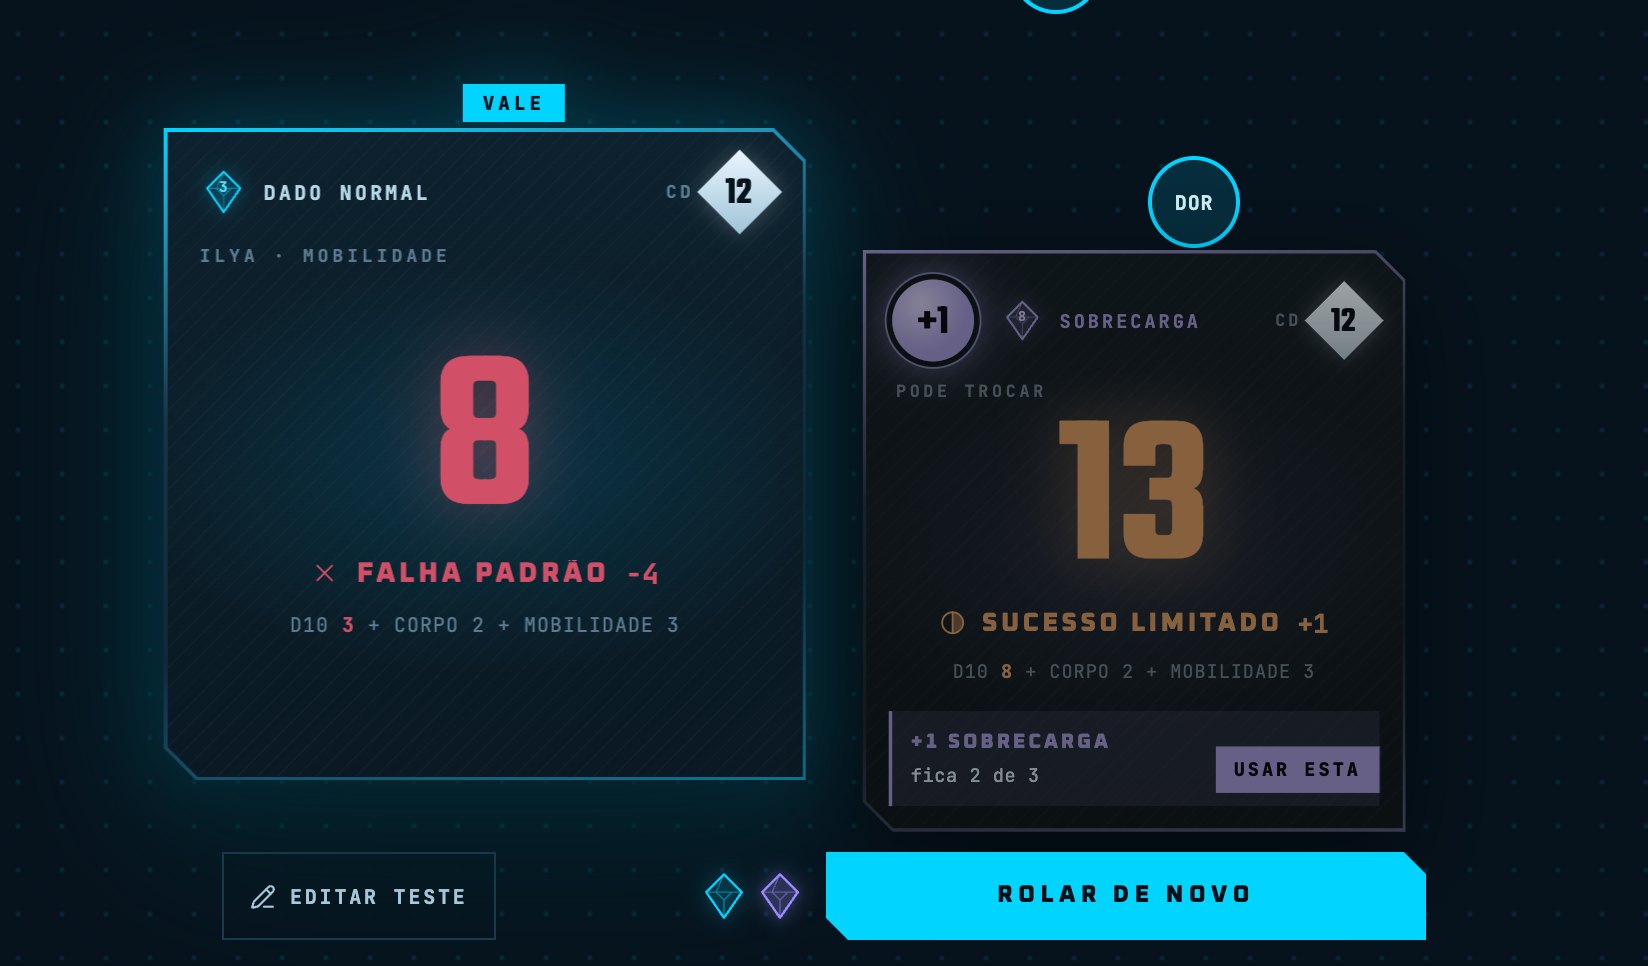 VALE
3
DADO NORMAL
CD 12
ILYA · MOBILIDADE
8
× FALHA PADRÃO -4
D10 3 + CORPO 2 + MOBILIDADE 3
DOR
+1
8
SOBRECARGA
CD 12
PODE TROCAR
13
SUCESSO LIMITADO +1
D10 8 + CORPO 2 + MOBILIDADE 3
+1 SOBRECARGA
fica 2 de 3
USAR ESTA
EDITAR TESTE
ROLAR DE NOVO